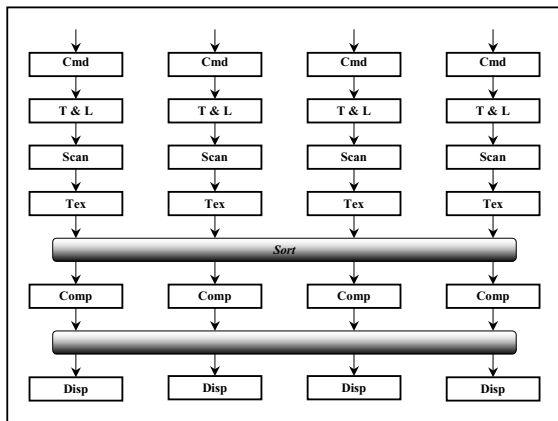 Cmd Cmd Cmd Cmd
T & L T & L T & L T & L
Scan Scan Scan Scan
Tex Tex Tex Tex
Sort
Comp Comp Comp Comp
Disp Disp Disp Disp